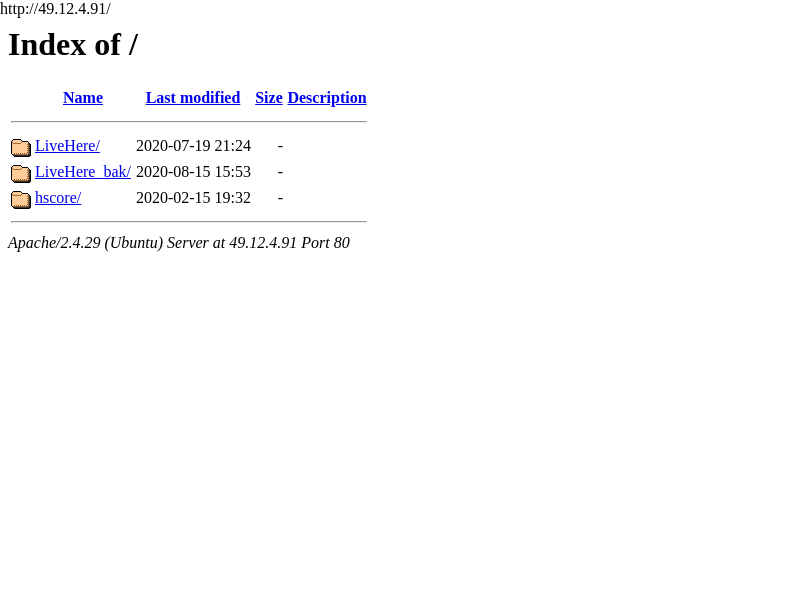 http://49.12.4.91/
Index of /
Name Last modified Size Description
LiveHere/ 2020-07-19 21:24 -
LiveHere_bak/ 2020-08-15 15:53 -
hscore/ 2020-02-15 19:32 -
Apache/2.4.29 (Ubuntu) Server at 49.12.4.91 Port 80